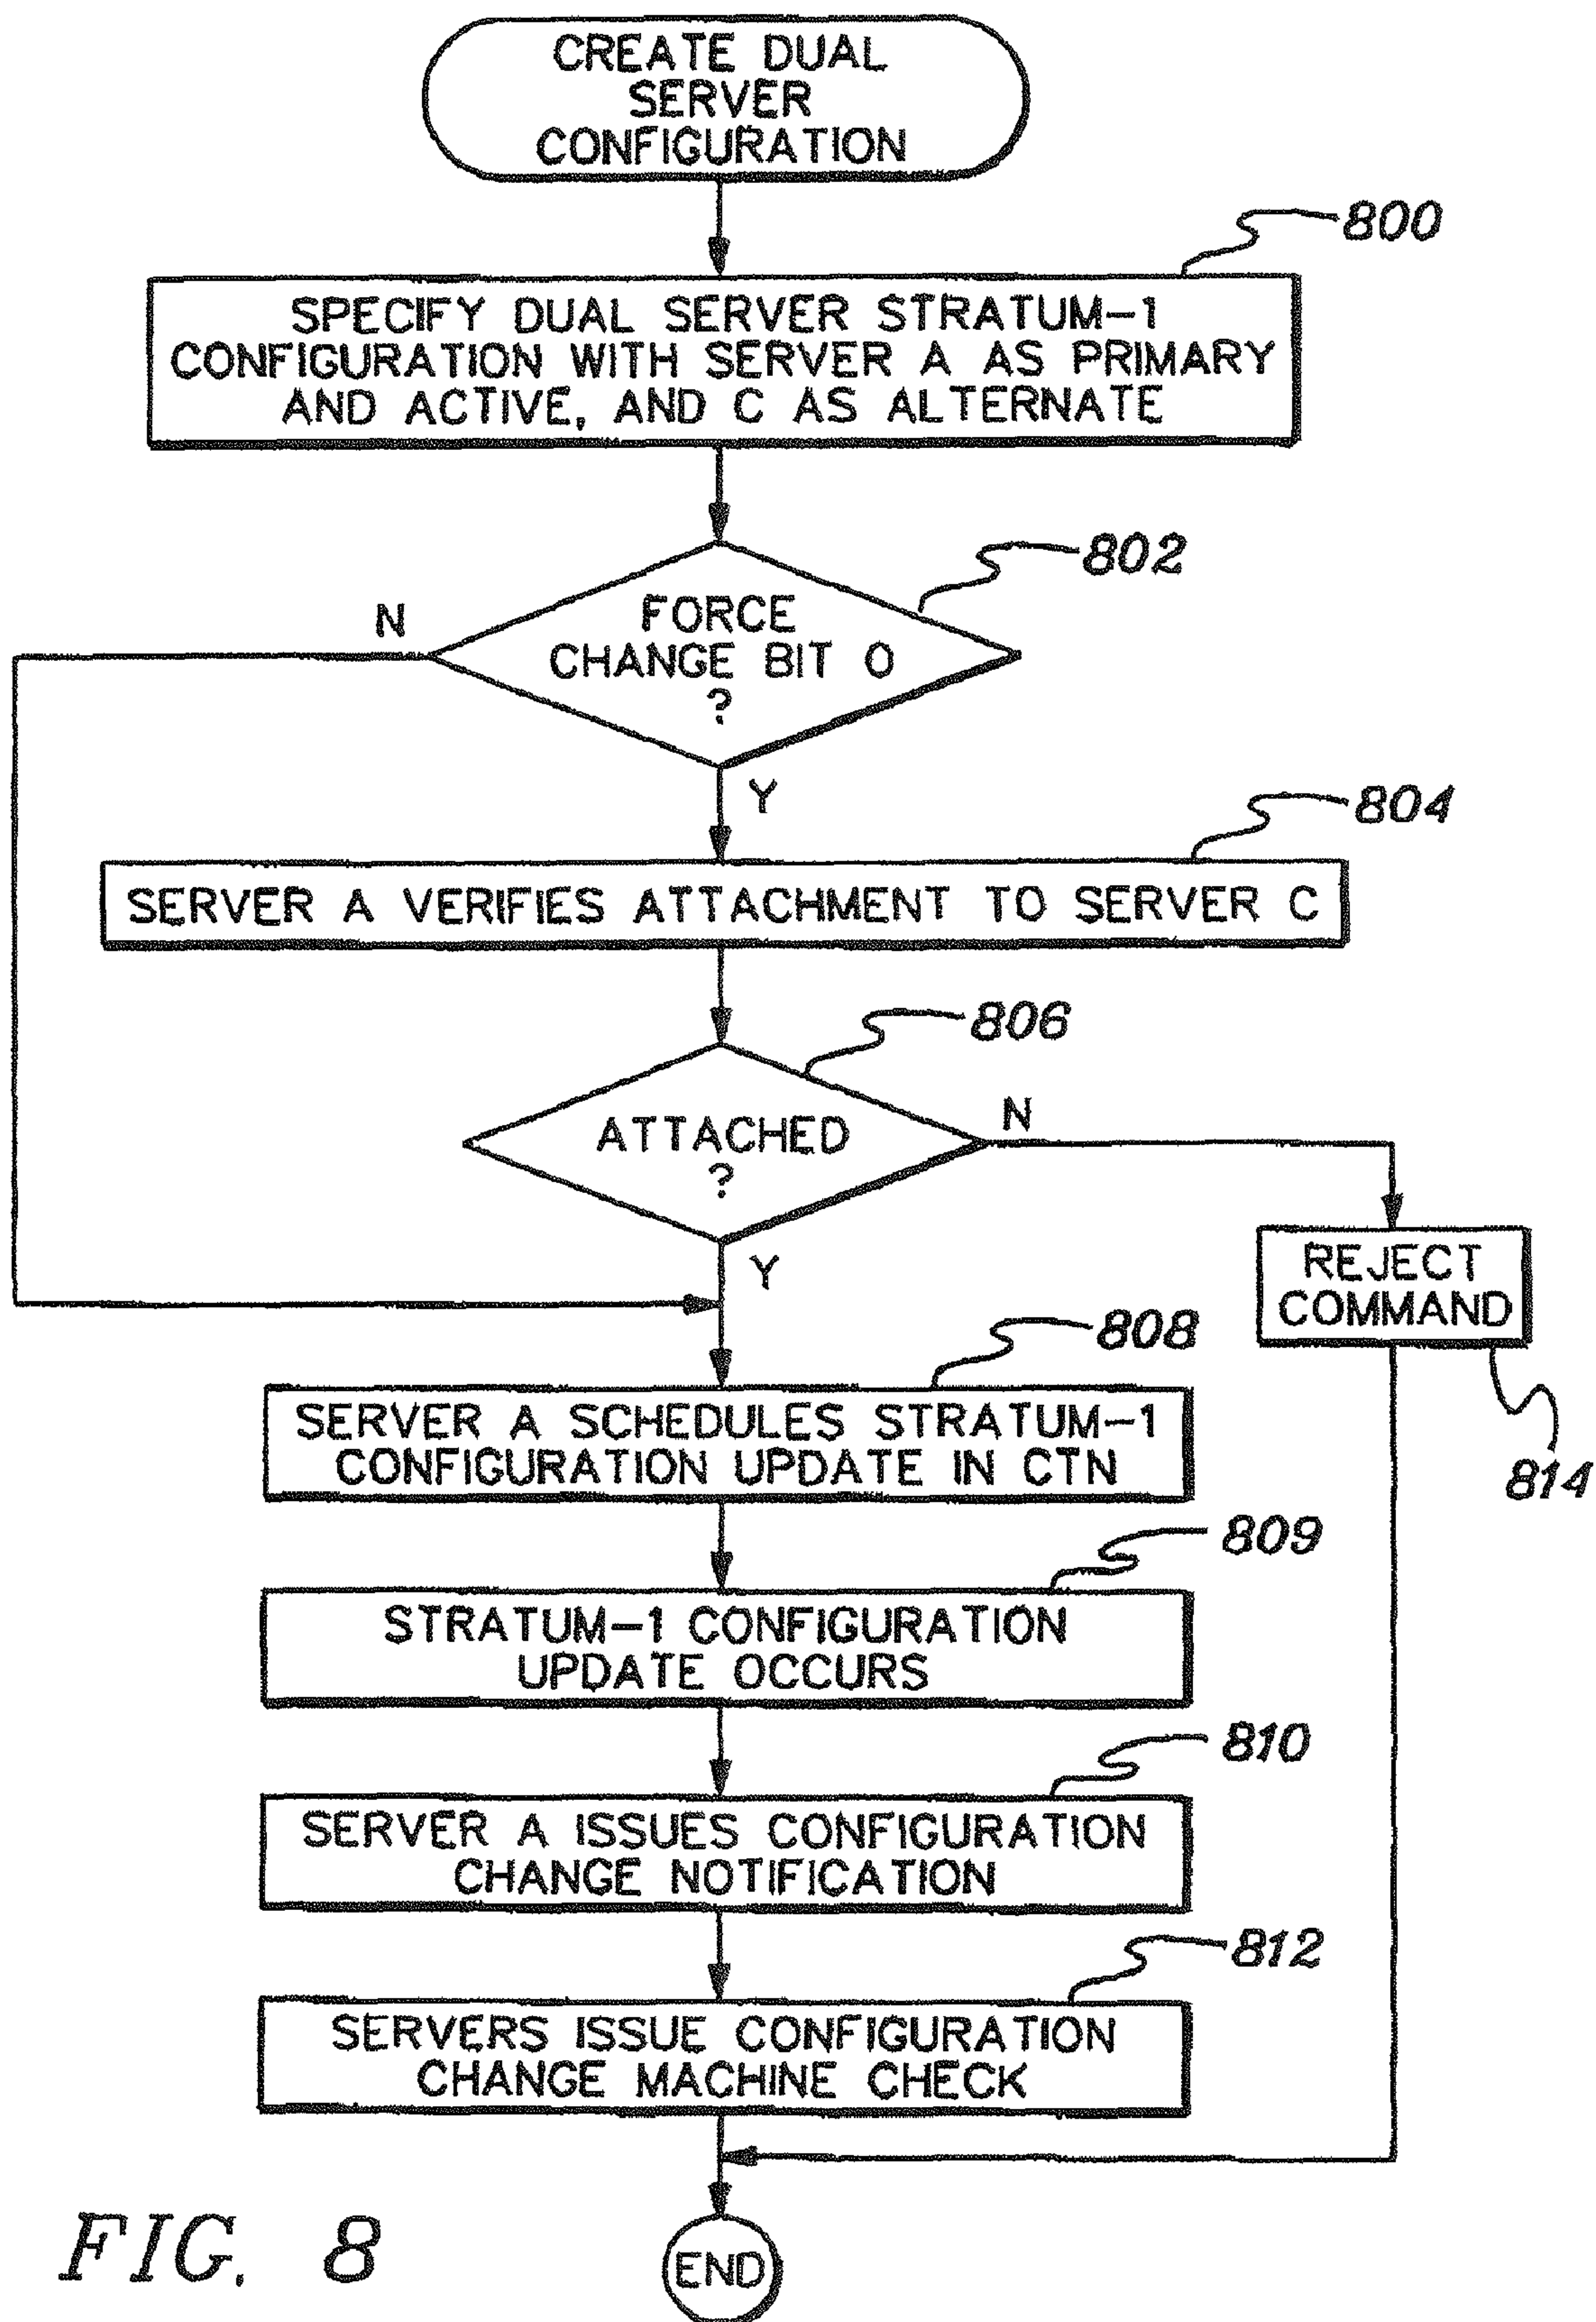 CREATE DUAL
SERVER
CONFIGURATION
800
SPECIFY DUAL SERVER STRATUM-1
CONFIGURATION WITH SERVER A AS PRIMARY
AND ACTIVE, AND C AS ALTERNATE
802
N
FORCE
CHANGE BIT 0
?
Y
804
SERVER A VERIFIES ATTACHMENT TO SERVER C
806
ATTACHED
?
N
Y
REJECT
COMMAND
814
808
SERVER A SCHEDULES STRATUM-1
CONFIGURATION UPDATE IN CTN
809
STRATUM-1 CONFIGURATION
UPDATE OCCURS
810
SERVER A ISSUES CONFIGURATION
CHANGE NOTIFICATION
812
SERVERS ISSUE CONFIGURATION
CHANGE MACHINE CHECK
END
FIG. 8